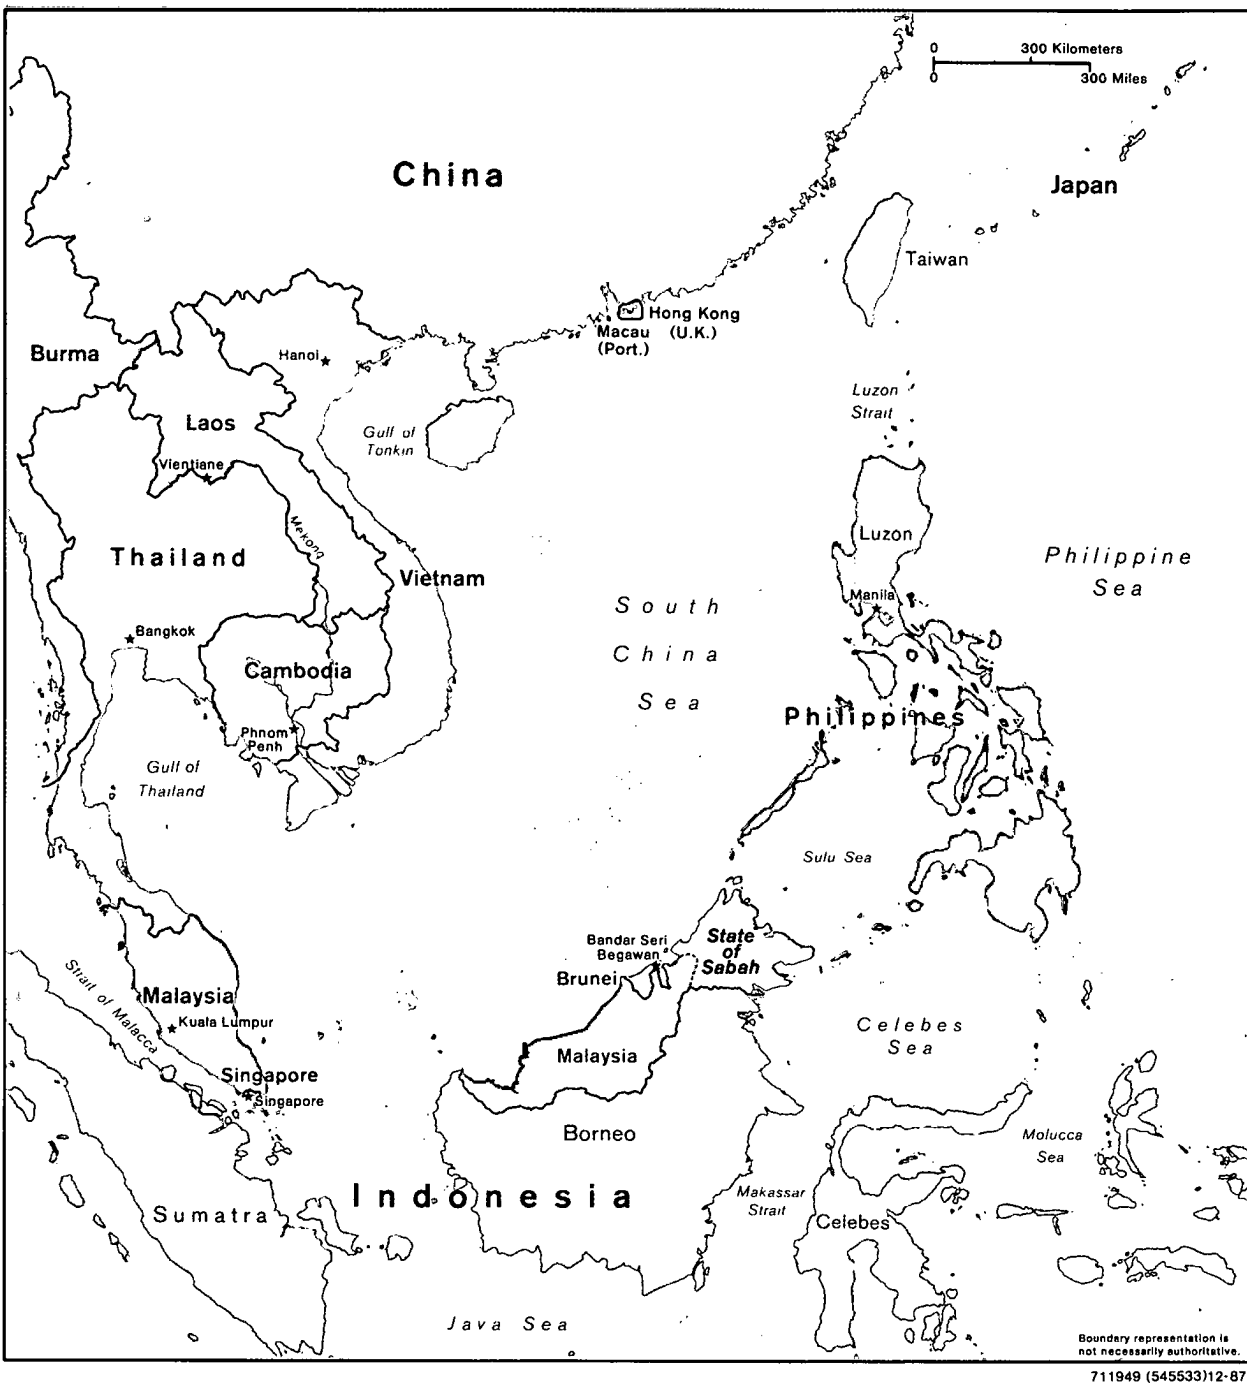 0 300 Kilometers
0 300 Miles
China
Japan
Taiwan
Hong Kong
(U.K.)
Macau
(Port.)
Burma
Hanoi
Laos
Gulf of
Tonkin
Luzon
Strait
Vientiane
Mekong
Luzon
Thailand
Vietnam
Philippine
Sea
South
China
Sea
Manila
Bangkok
Cambodia
Philippines
Phnom
Penh
Gulf of
Thailand
Sulu Sea
State
of
Sabah
Bandar Seri
Begawan
Brunei
Strait of Malacca
Malaysia
Kuala Lumpur
Celebes
Sea
Malaysia
Singapore
Singapore
Borneo
Molucca
Sea
Indonesia
Makassar
Strait
Sumatra
Celebes
Java Sea
Boundary representation is
not necessarily authoritative.
711949 (545533)12-87